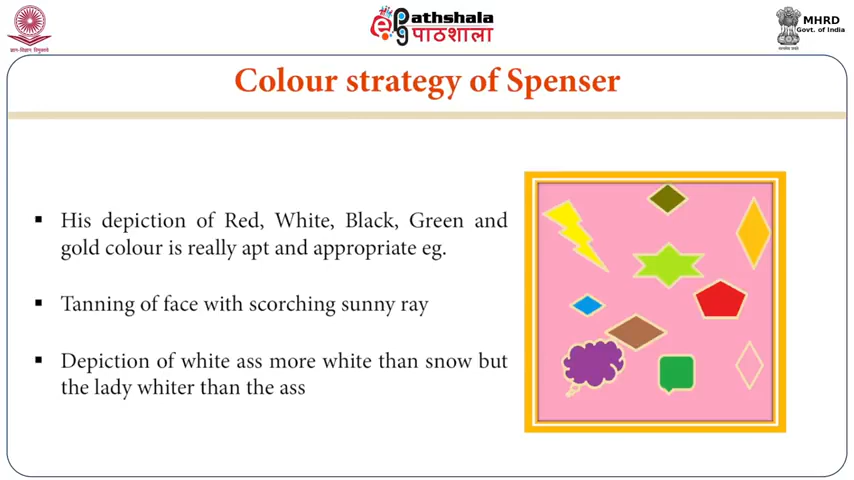 ePathshala
पाठशाला
MHRD
Govt. of India
Colour strategy of Spenser
▪ His depiction of Red, White, Black, Green and
gold colour is really apt and appropriate eg.
▪ Tanning of face with scorching sunny ray
▪ Depiction of white ass more white than snow but
the lady whiter than the ass